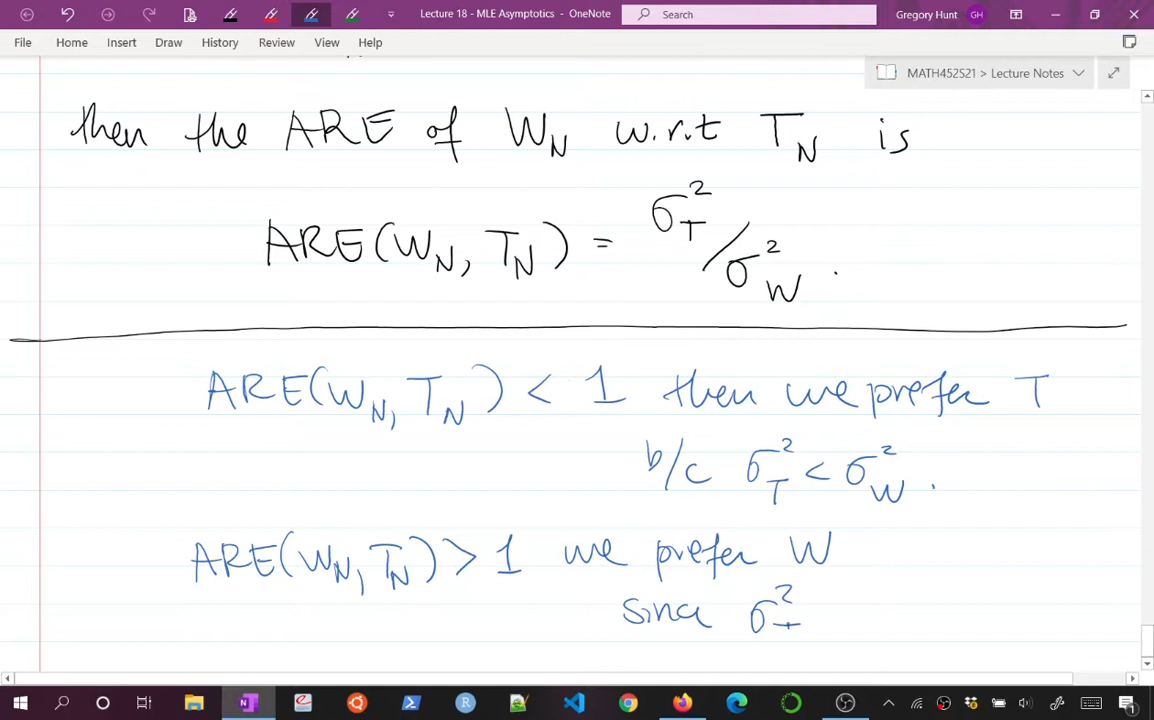 Lecture 18 - MLE Asymptotics - OneNote
Search
Gregory Hunt
GH
File Home Insert Draw History Review View Help
MATH452S21 > Lecture Notes
then the ARE of W_N w.r.t T_N is
ARE(W_N, T_N) = σ_T^2 / σ_W^2 .
ARE(W_N, T_N) < 1 then we prefer T
b/c σ_T^2 < σ_W^2 .
ARE(W_N, T_N) > 1 we prefer W
since σ_T^2